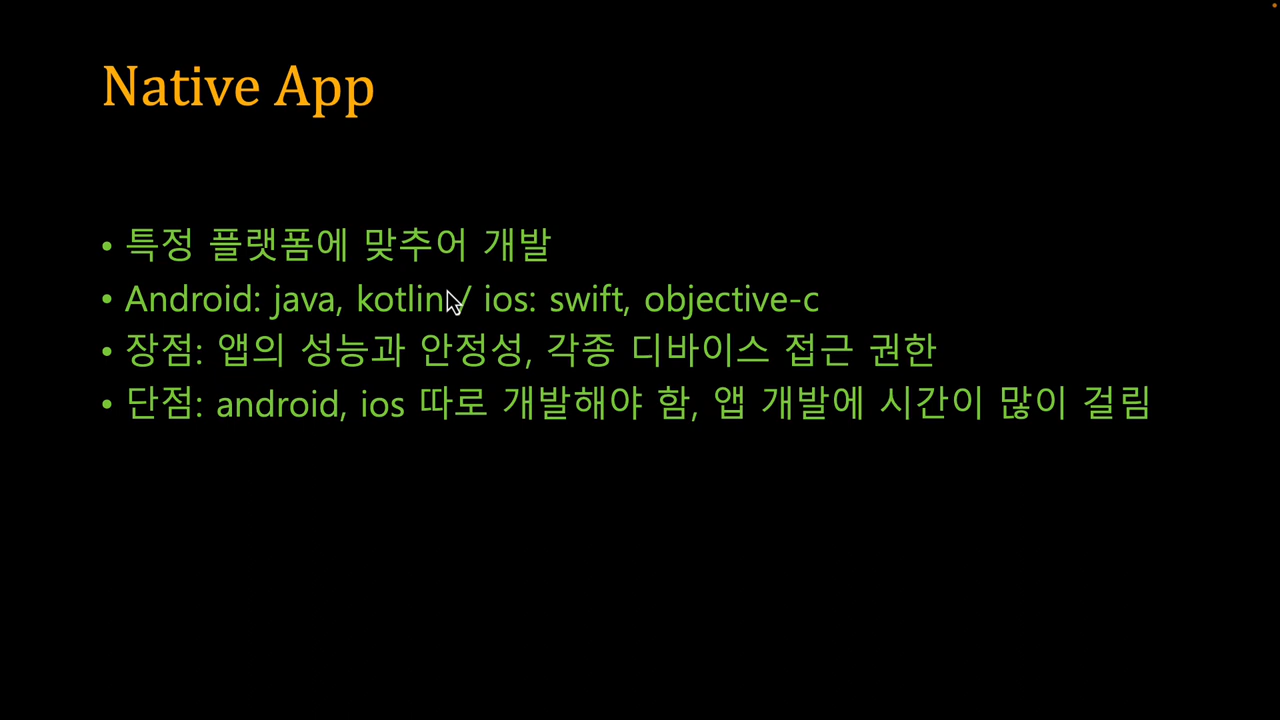 Native App
• 특정 플랫폼에 맞추어 개발
• Android: java, kotlin / ios: swift, objective-c
• 장점: 앱의 성능과 안정성, 각종 디바이스 접근 권한
• 단점: android, ios 따로 개발해야 함, 앱 개발에 시간이 많이 걸림